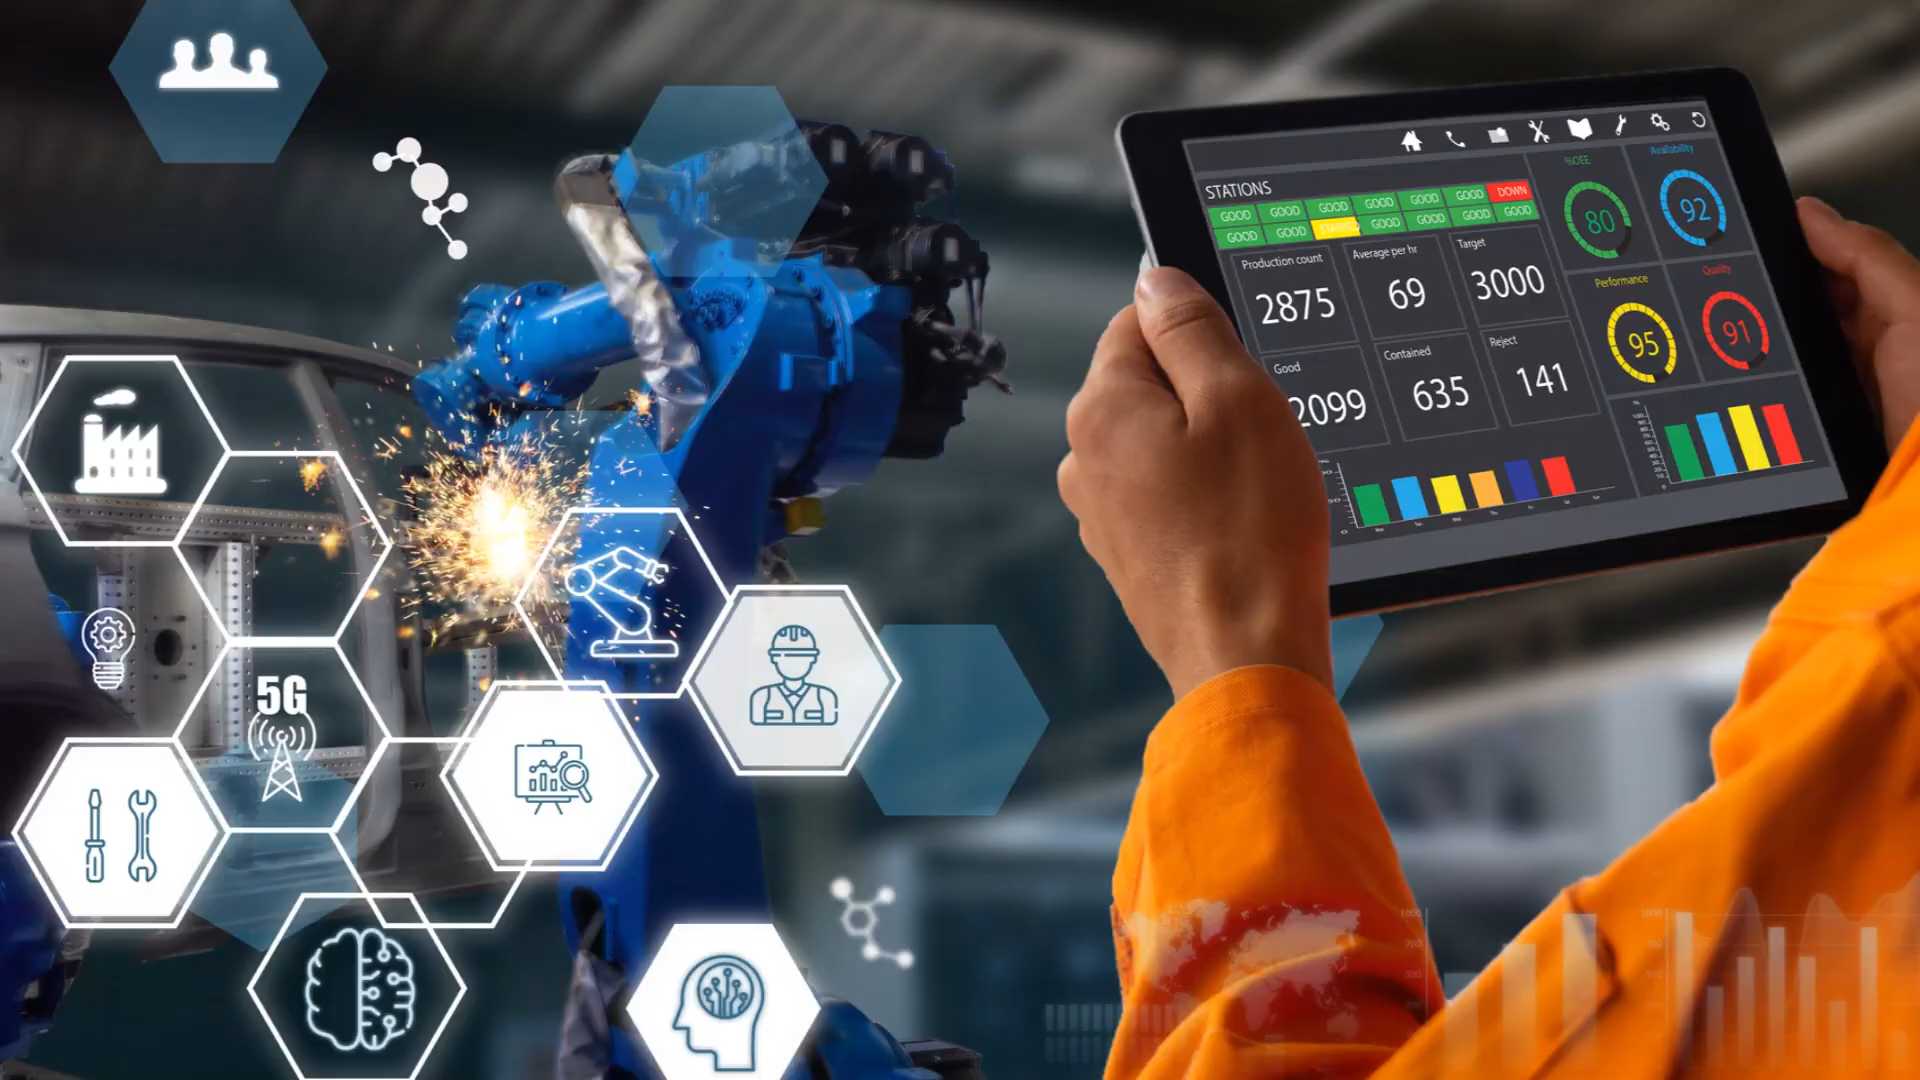 STATIONS
GOOD GOOD GOOD GOOD GOOD GOOD DOWN
GOOD GOOD GOOD GOOD GOOD GOOD
Production count
2875
Average per hr
69
Target
3000
Good
2099
Contained
635
Reject
141
%OEE
80
Availability
92
Performance
95
Quality
91
5G